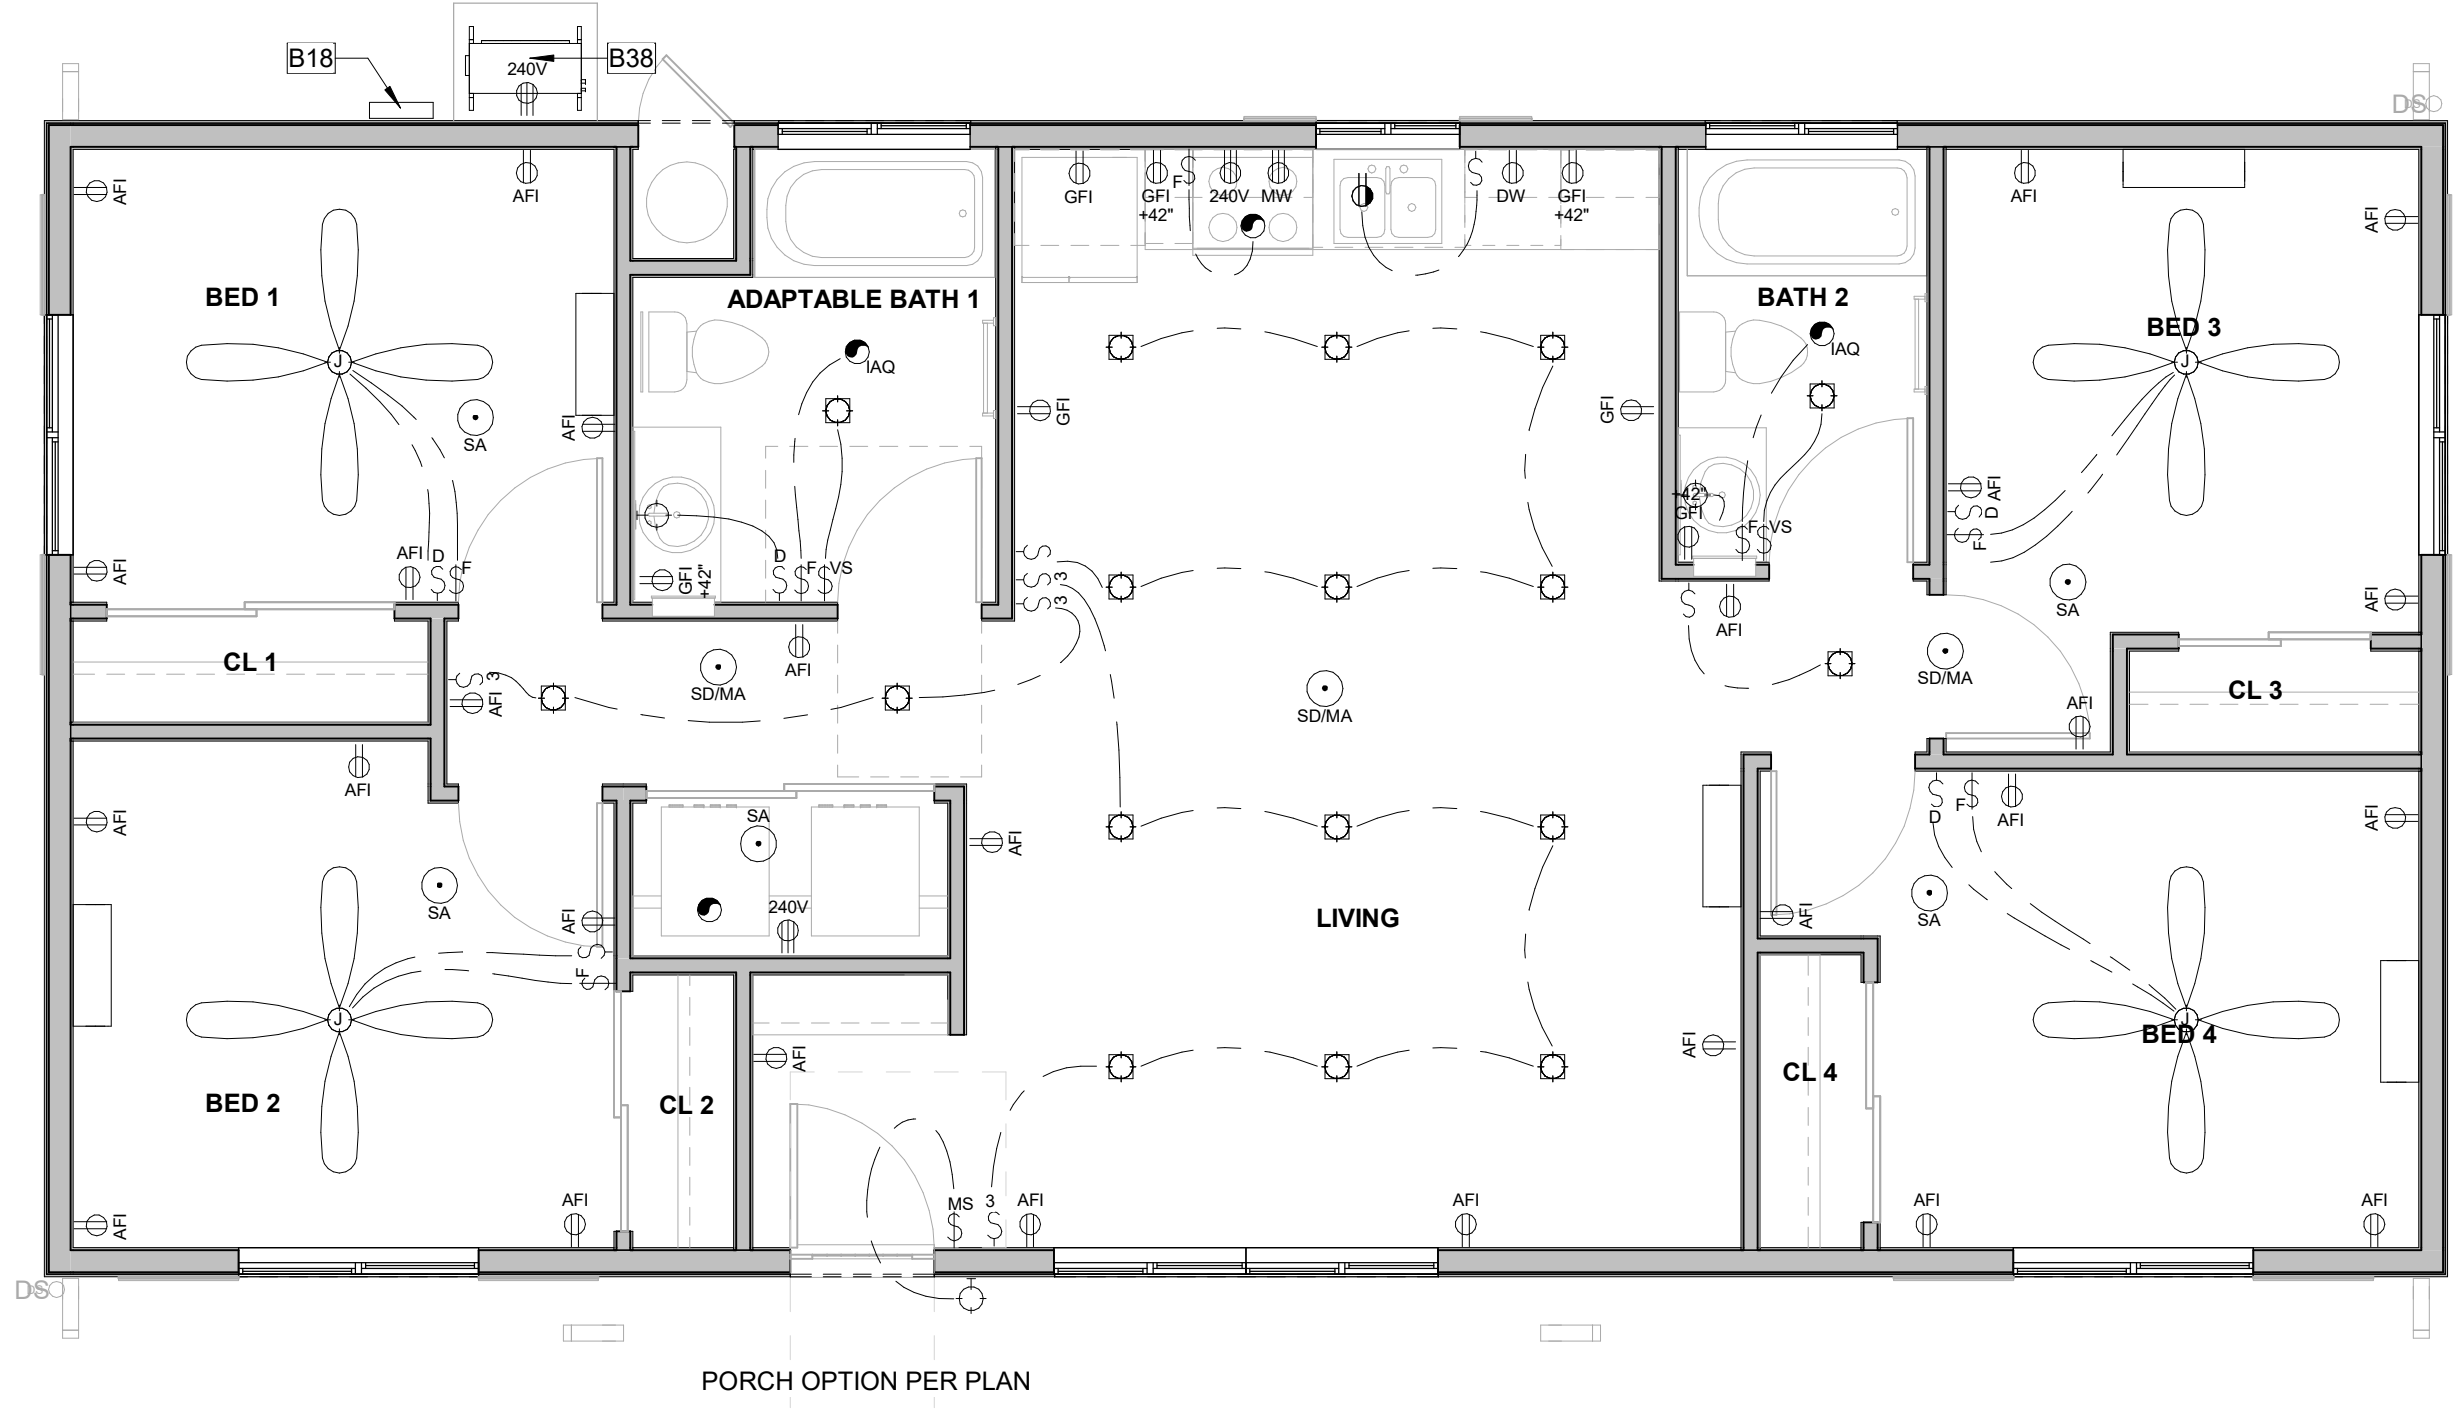 B18
B38
240V
DS
AFI
AFI
GFI
GFI
+42"
F
S
240V
MW
S
DW
GFI
+42"
AFI
AFI
BED 1
ADAPTABLE BATH 1
BATH 2
BED 3
J
IAQ
IAQ
J
SA
AFI
GFI
GFI
AFI
S
D
S
F
+42"
GFI
S
F
S
VS
AFI
AFI
D
S
S
F
GFI
+42"
D
S
S
F
S
VS
S
S
3
S
3
S
AFI
SA
AFI
CL 1
AFI
SD/MA
SD/MA
SD/MA
S
3
AFI
CL 3
AFI
AFI
AFI
SA
AFI
S
D
F
S
AFI
AFI
SA
AFI
240V
S
F
S
LIVING
AFI
SA
J
AFI
AFI
J
BED 4
BED 2
CL 2
CL 4
AFI
AFI
MS
S
3
S
AFI
AFI
AFI
AFI
DS
PORCH OPTION PER PLAN